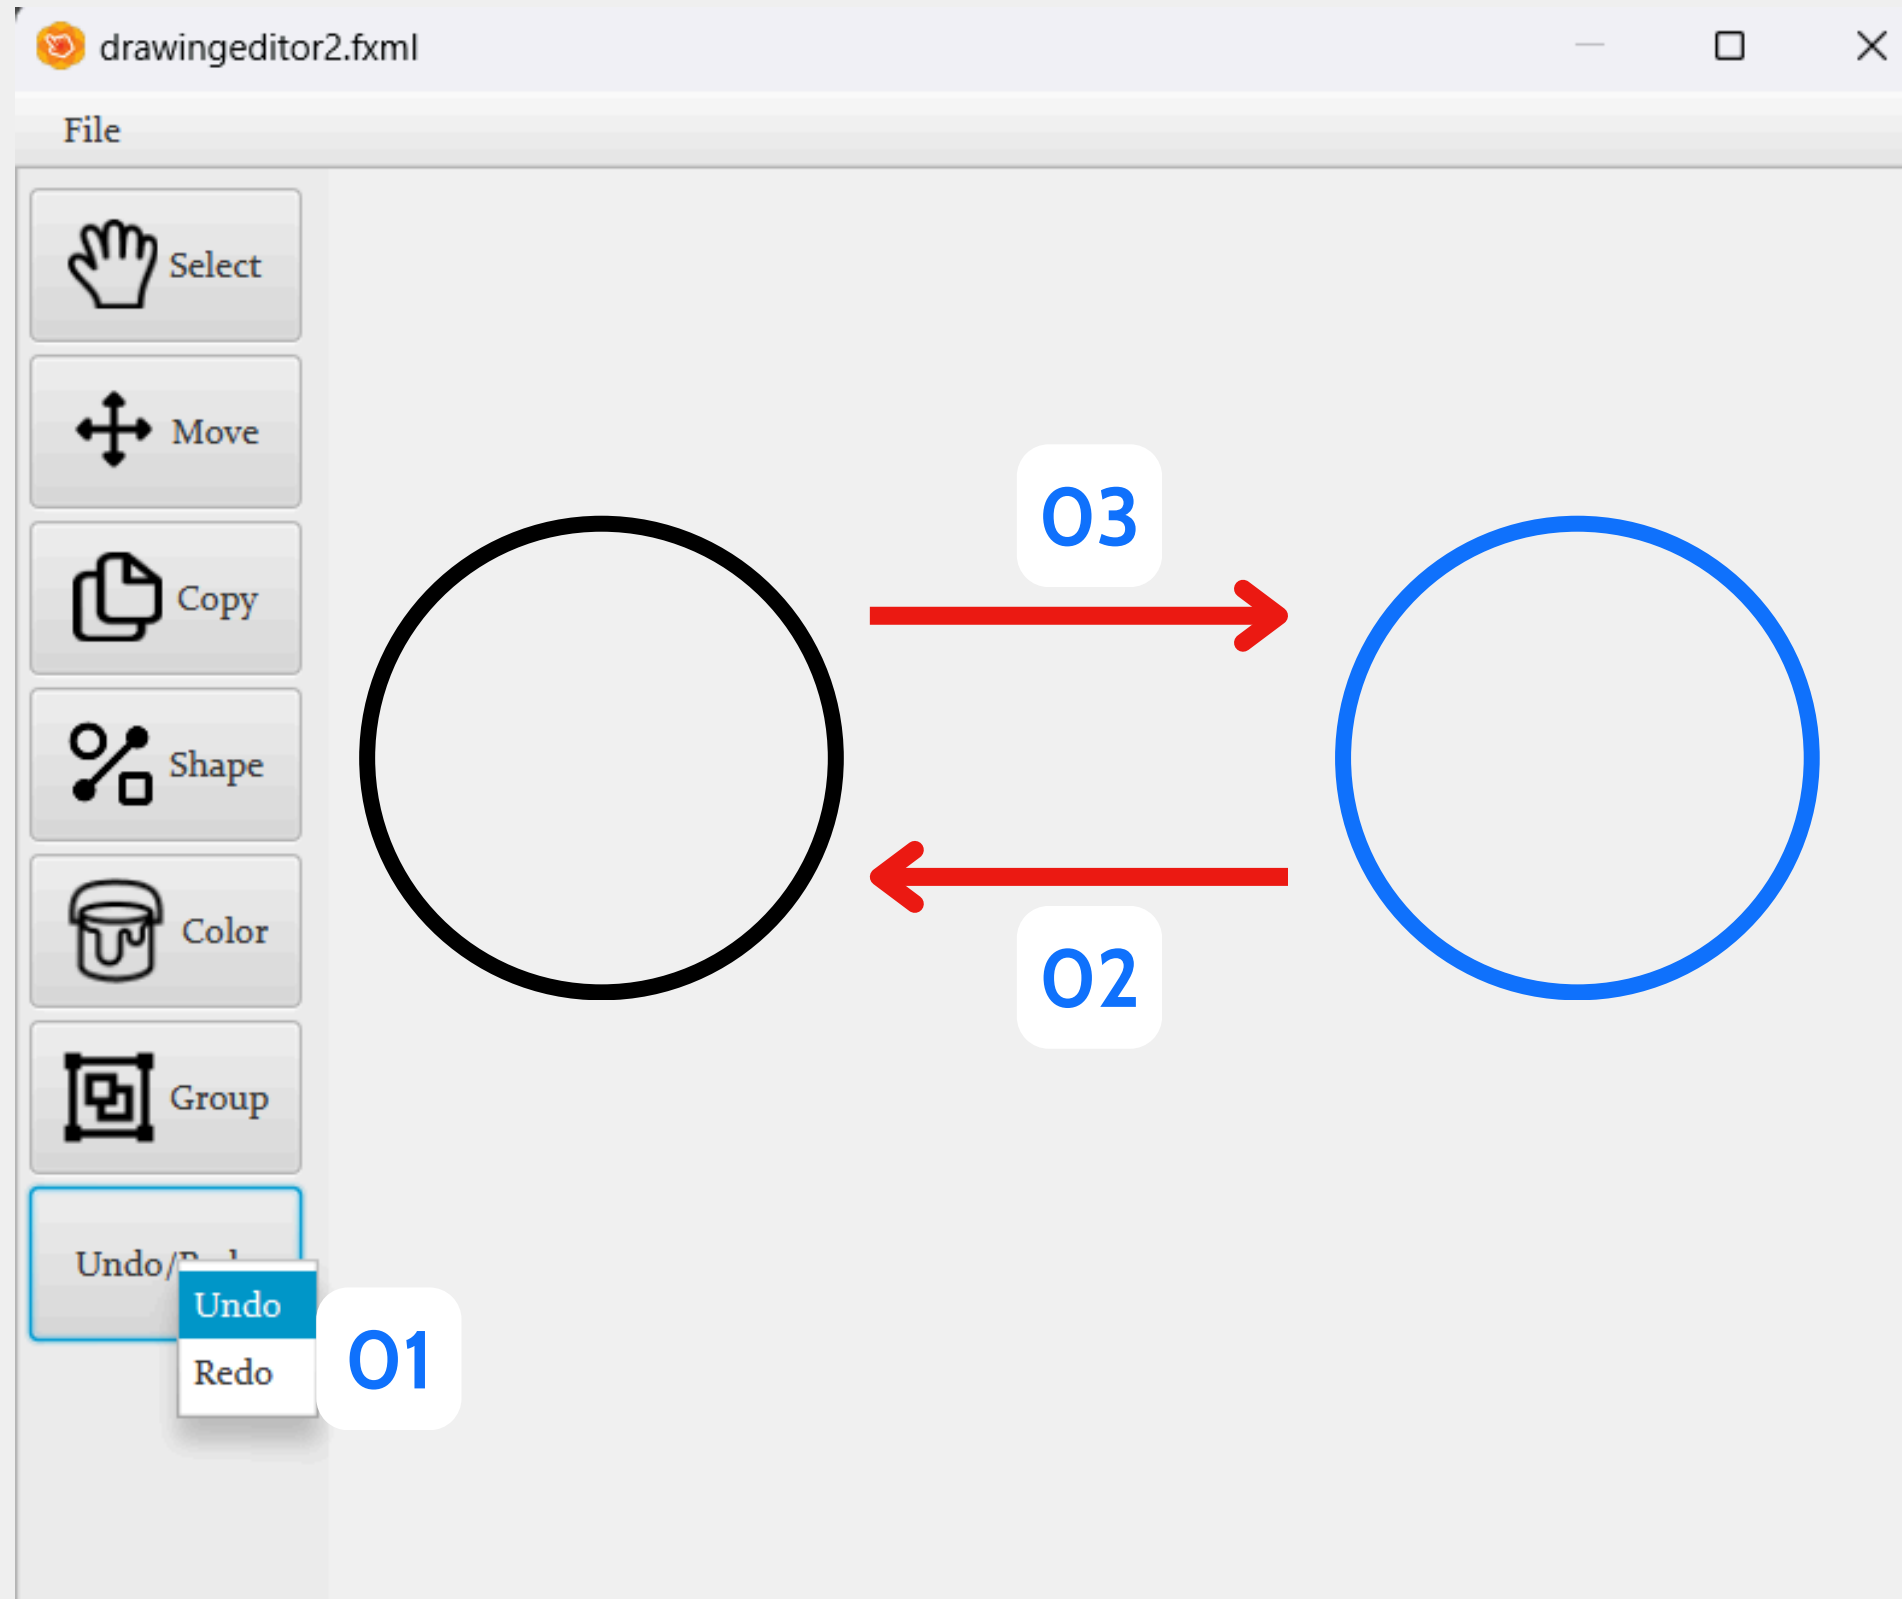 drawingeditor2.fxml
File
Select
Move
Copy
Shape
Color
Group
Undo/
Undo
Redo
01
03
02